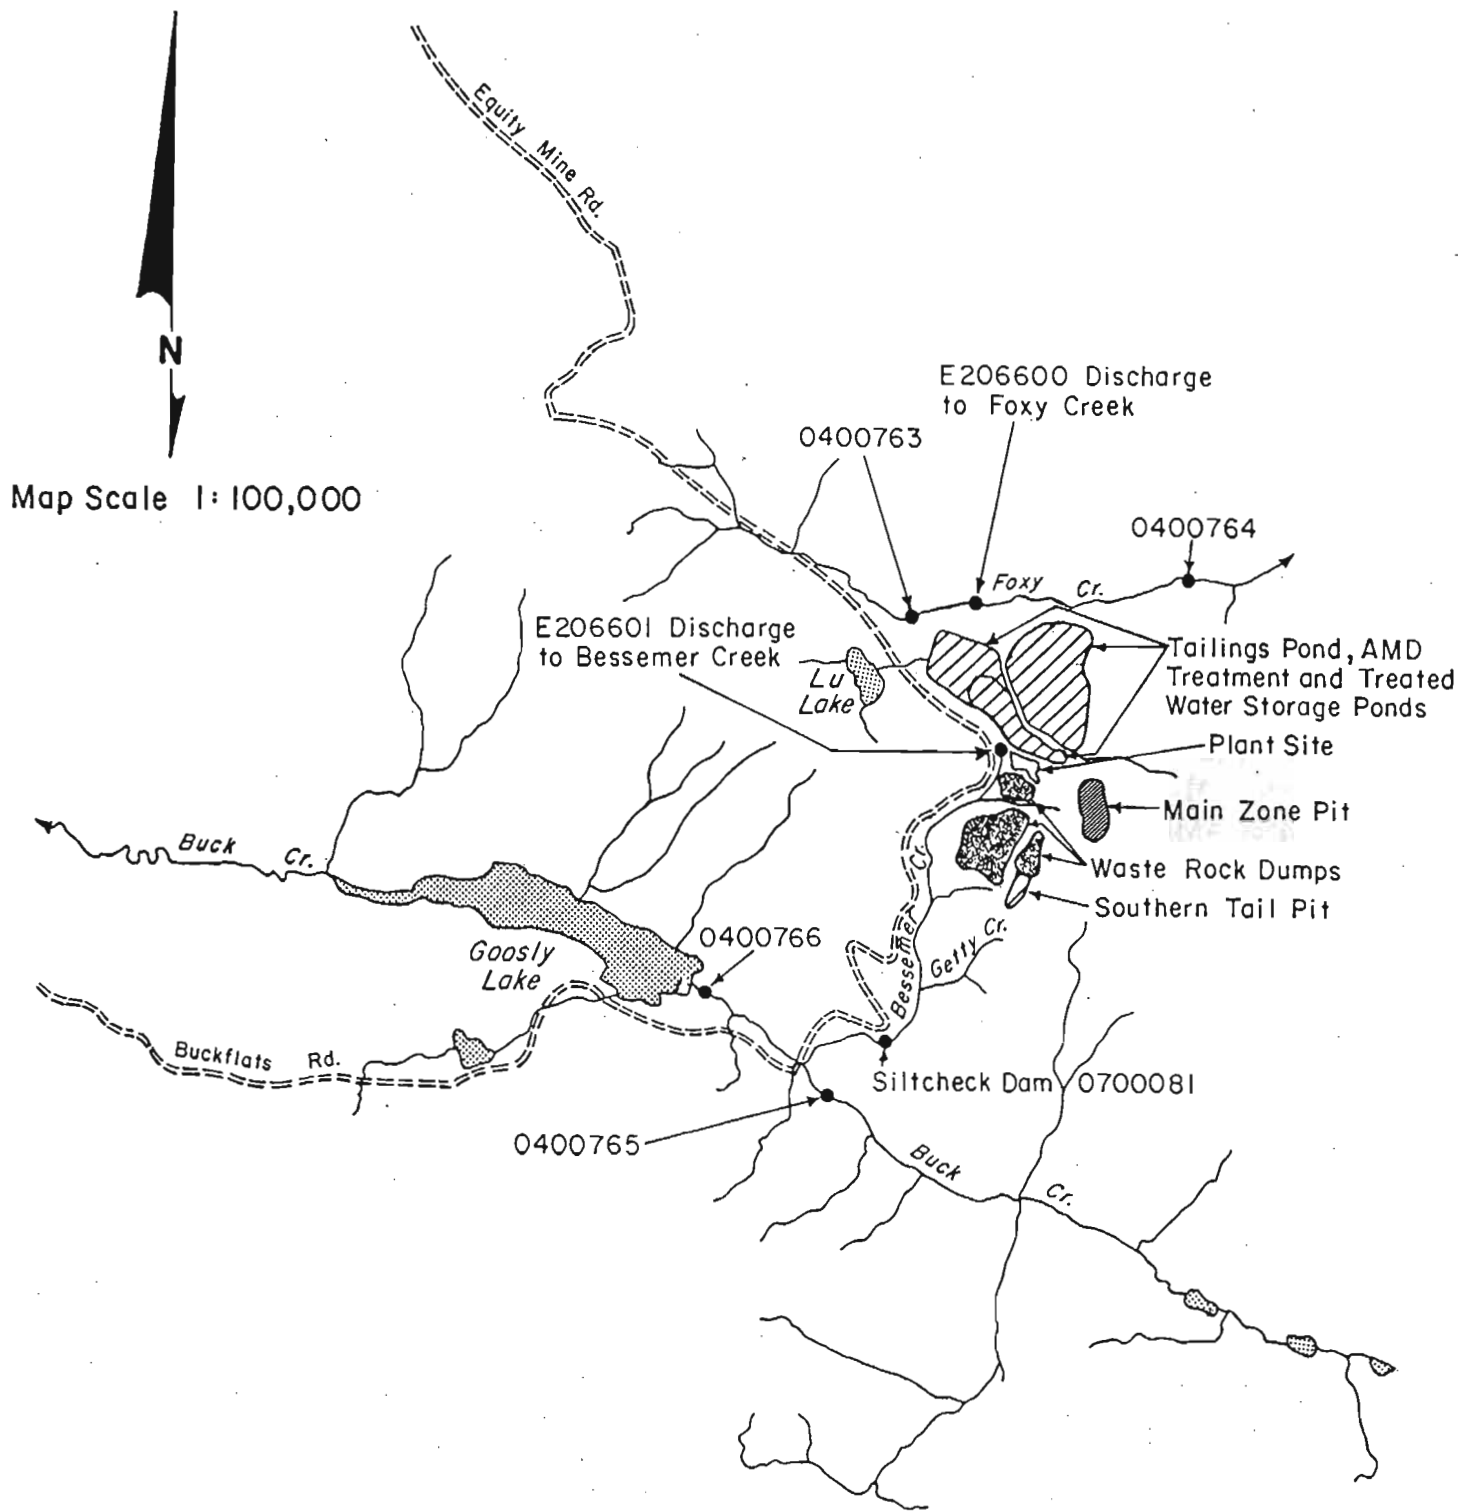 Equity Mine Rd.
N
Map Scale 1:100,000
E206600 Discharge
to Foxy Creek
0400763
0400764
Foxy Cr.
E206601 Discharge
to Bessemer Creek
Lu
Lake
Tailings Pond, AMD
Treatment and Treated
Water Storage Ponds
Plant Site
Main Zone Pit
Waste Rock Dumps
Southern Tail Pit
Buck Cr.
Bessemer Cr.
Getty Cr.
0400766
Goosly
Lake
Buckflats Rd.
Siltcheck Dam 0700081
0400765
Buck Cr.